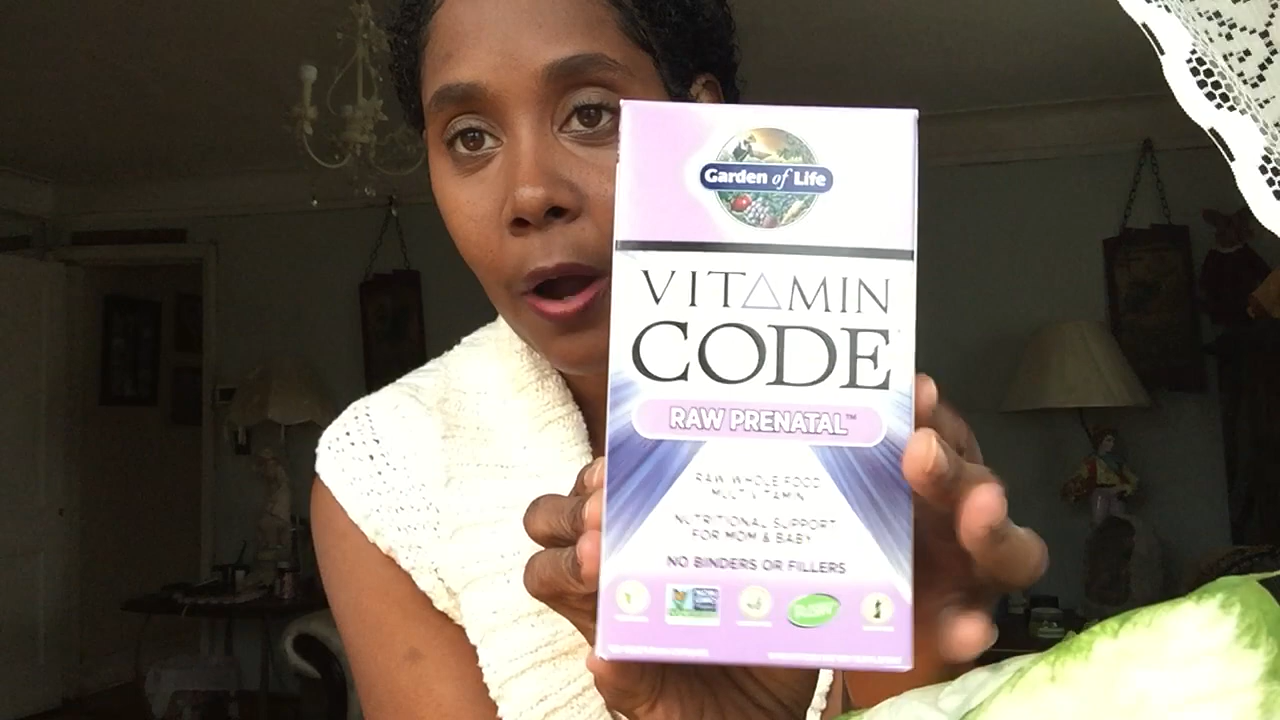 Garden of Life
VITAMIN
CODE
RAW PRENATAL™
RAW WHOLE FOOD
MULTIVITAMIN
NUTRITIONAL SUPPORT
FOR MOM & BABY
NO BINDERS OR FILLERS